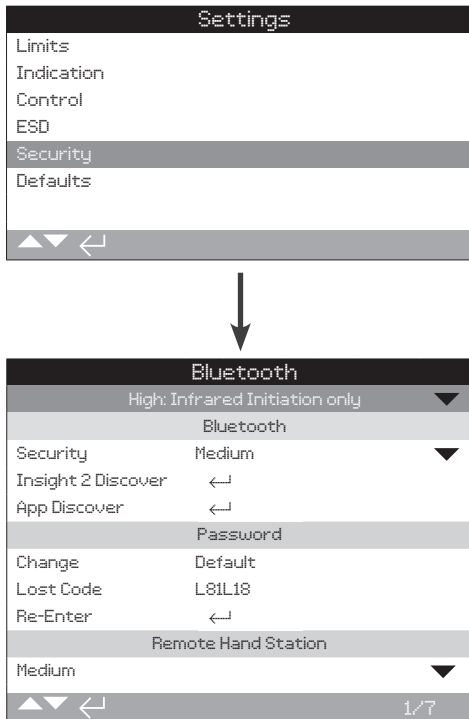 Settings
Limits
Indication
Control
ESD
Security
Defaults
Bluetooth
High: Infrared Initiation only
Bluetooth
Security Medium
Insight 2 Discover
App Discover
Password
Change Default
Lost Code L81L18
Re-Enter
Remote Hand Station
Medium
1/7